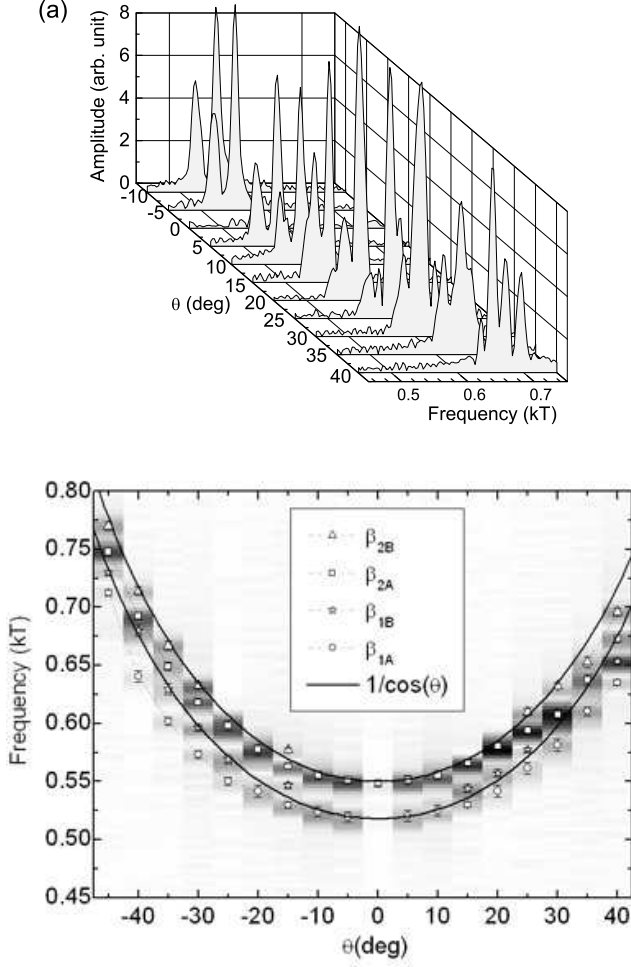 (a)
Amplitude (arb. unit)
8
6
4
2
0
-10
-5
0
5
10
15
20
25
30
35
40
θ (deg)
0.5 0.6 0.7
Frequency (kT)
0.80
0.75
0.70
0.65
0.60
0.55
0.50
0.45
Frequency (kT)
β2B
β2A
β1B
β1A
1/cos(θ)
-40 -30 -20 -10 0 10 20 30 40
θ(deg)